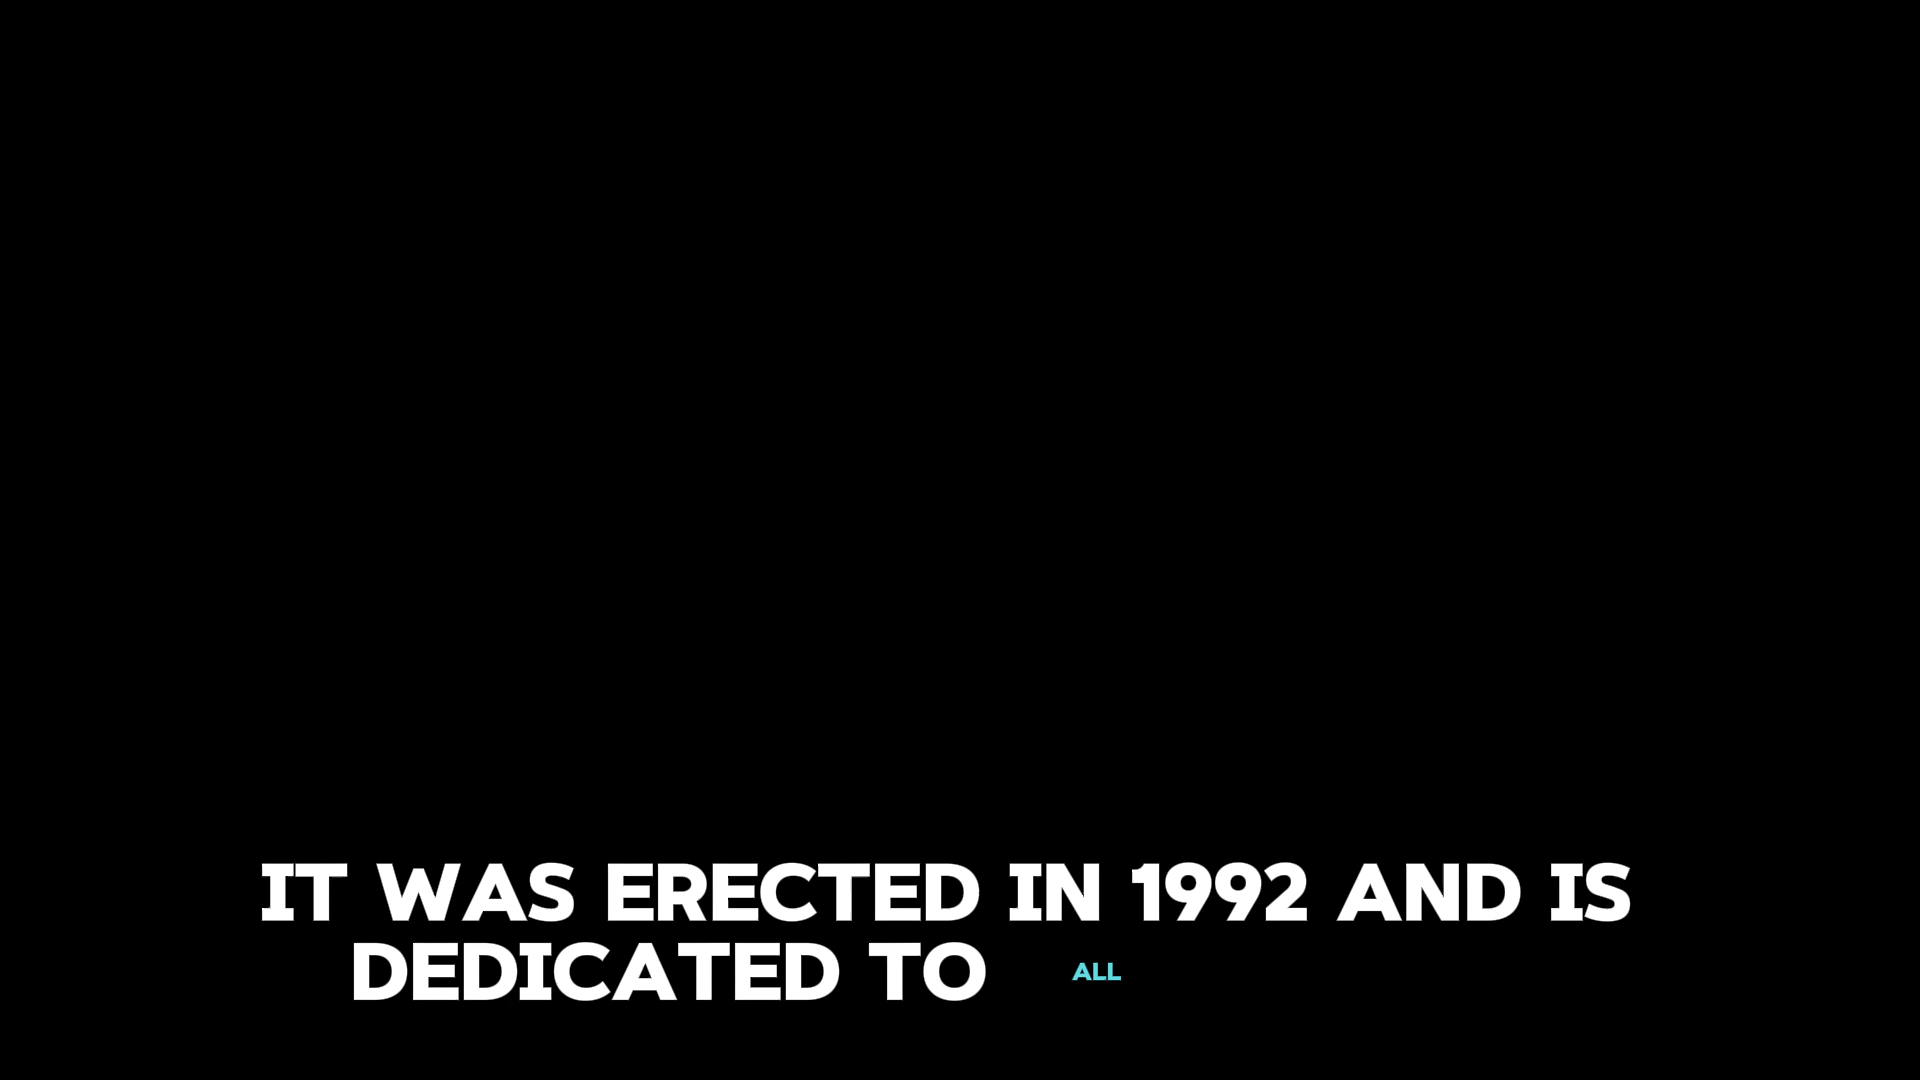 IT WAS ERECTED IN 1992 AND IS
DEDICATED TO ALL